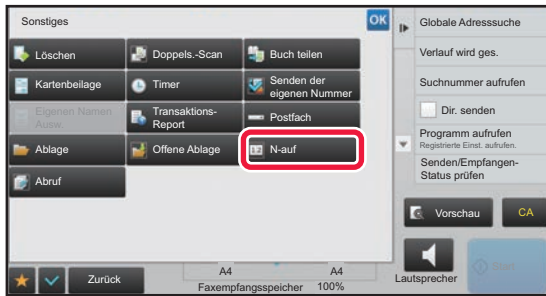 Sonstiges
OK
Löschen
Doppels.-Scan
Buch teilen
Kartenbeilage
Timer
Senden der
eigenen Nummer
Eigenen Namen
Ausw.
Transaktions-
Report
Postfach
Ablage
Offene Ablage
N-auf
Abruf
Zurück
A4
A4
Faxempfangsspeicher
100%
Globale Adresssuche
Verlauf wird ges.
Suchnummer aufrufen
Dir. senden
Programm aufrufen
Registrierte Einst. aufrufen.
Senden/Empfangen-
Status prüfen
Vorschau
CA
Lautsprecher
Start